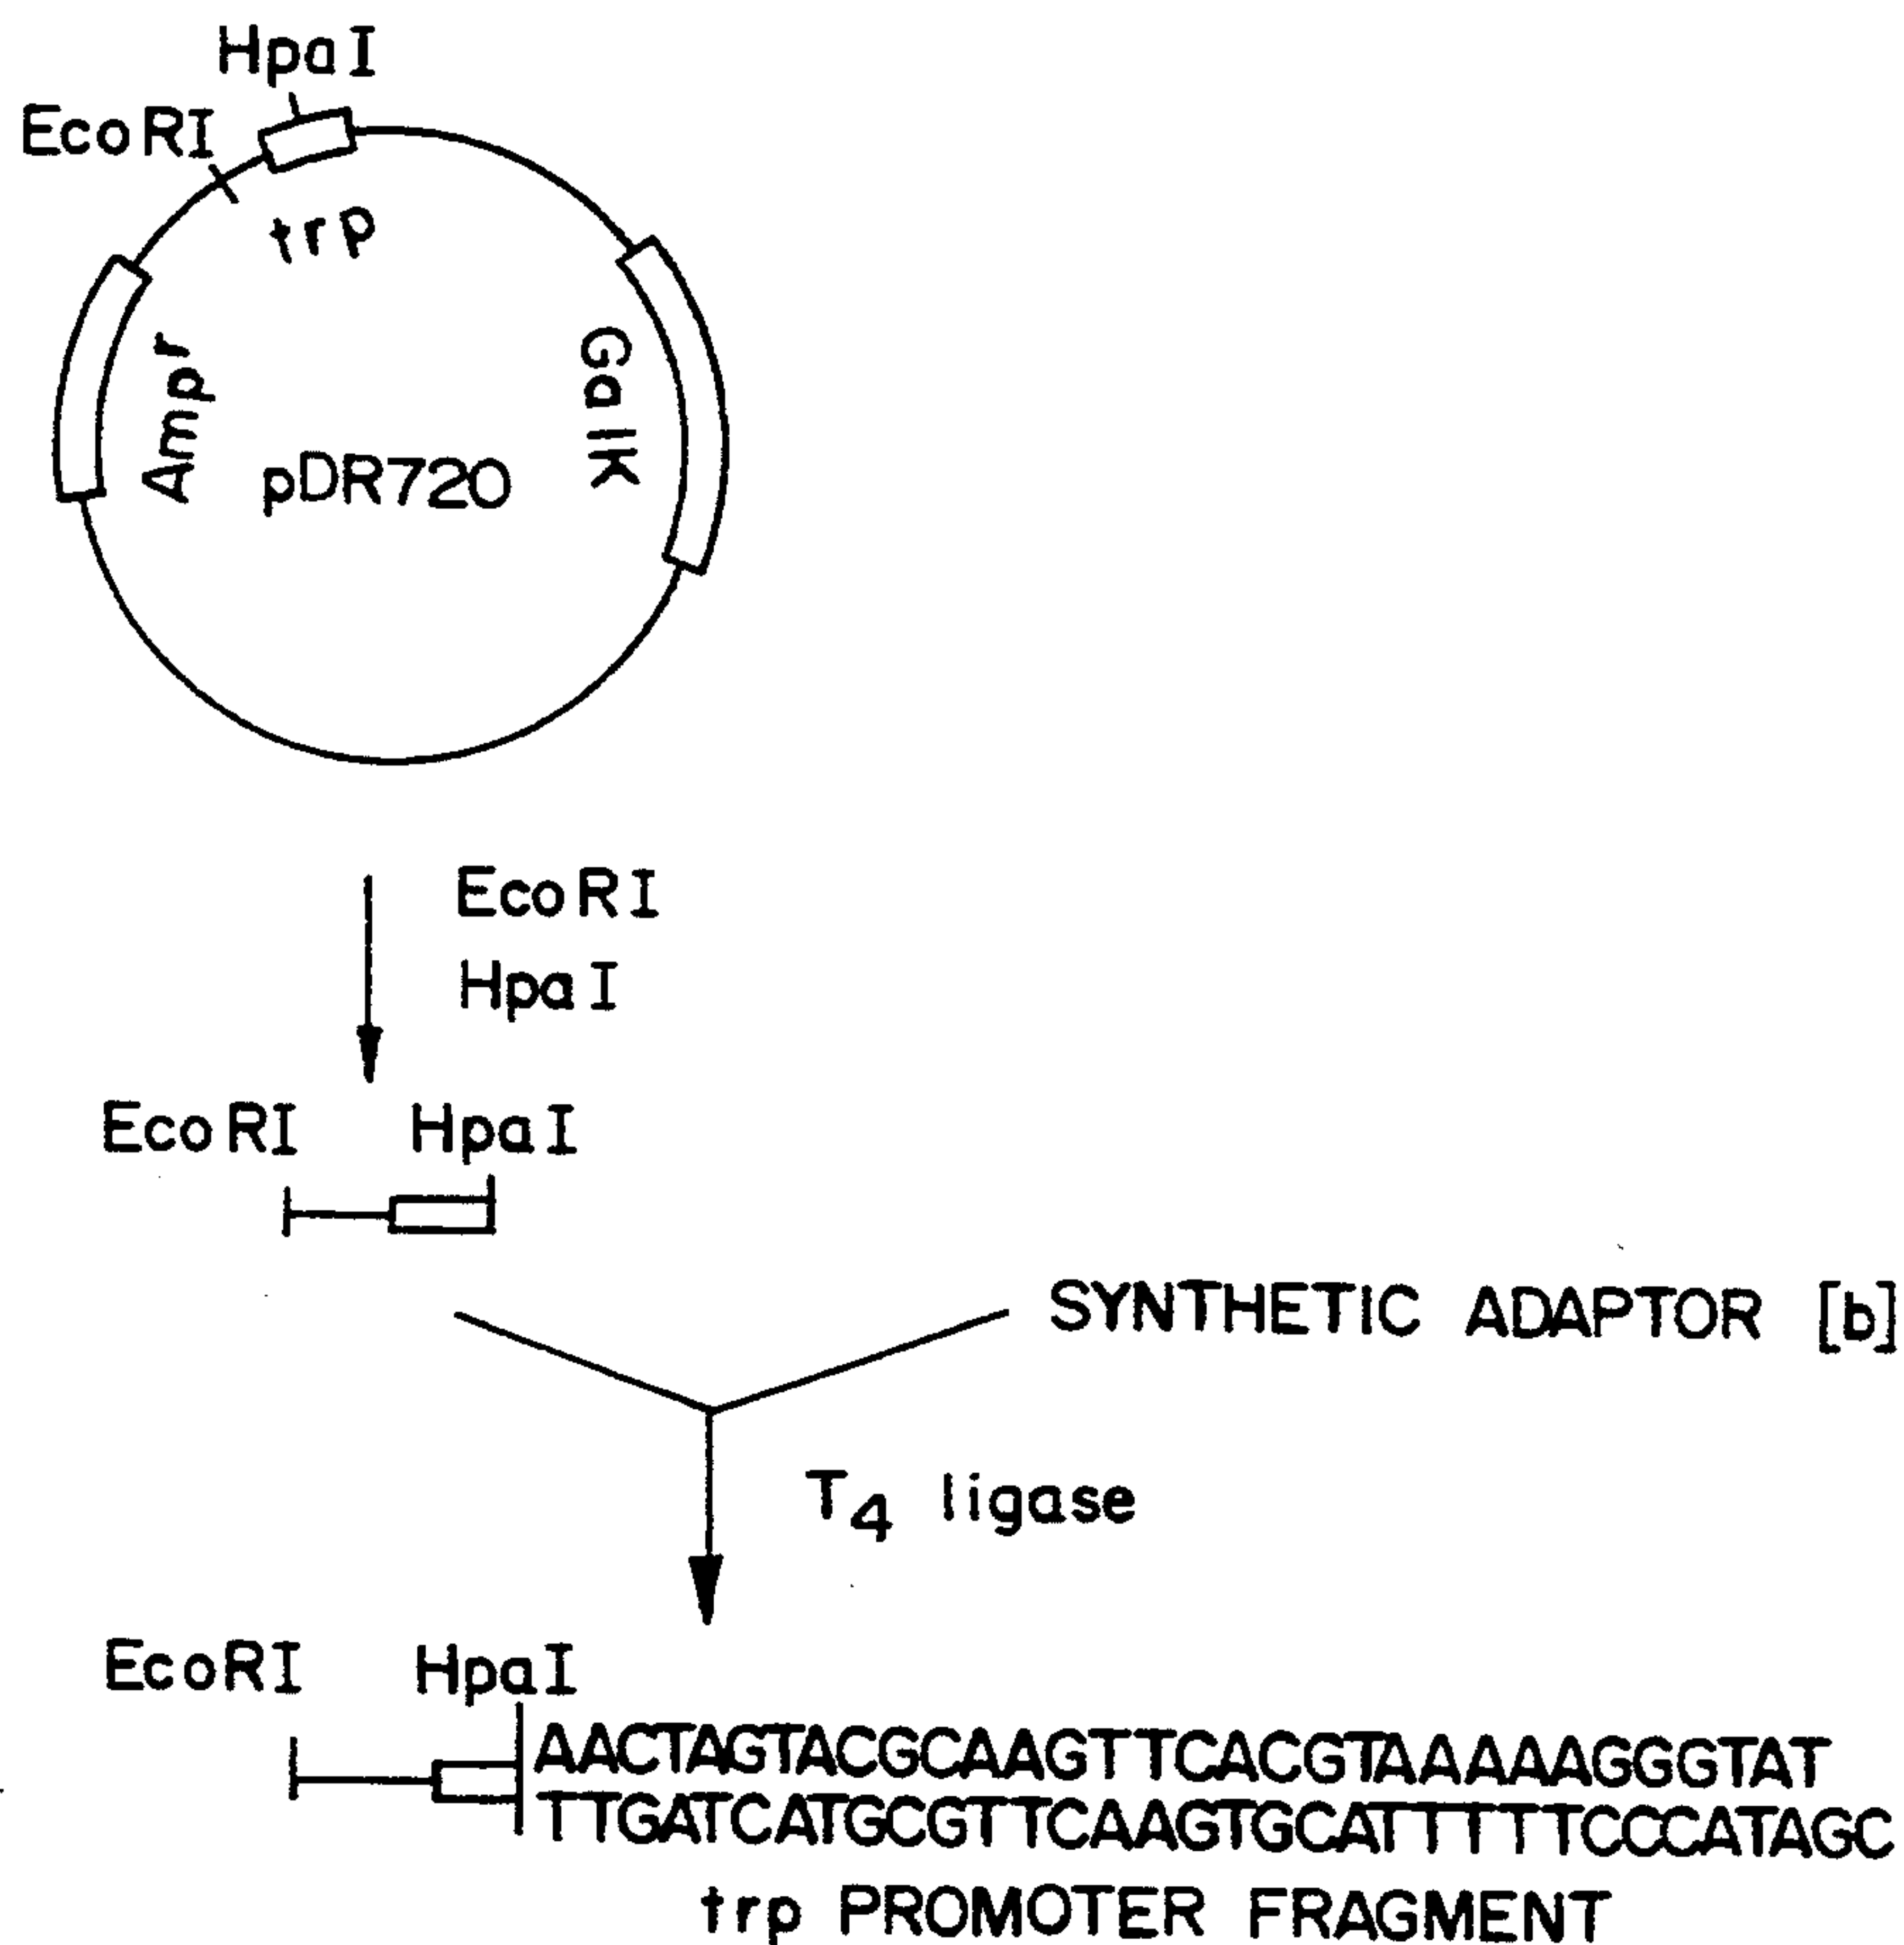 HpaI
EcoRI
trp
Ampr
GalK
pDR720
EcoRI
HpaI
EcoRI HpaI
SYNTHETIC ADAPTOR [b]
T4 ligase
EcoRI HpaI
AACTAGTACGCAAGTTCACGTAAAAAGGGTAT
TTGATCATGCGTTCAAGTGCATTTTTCCCATAGC
trp PROMOTER FRAGMENT